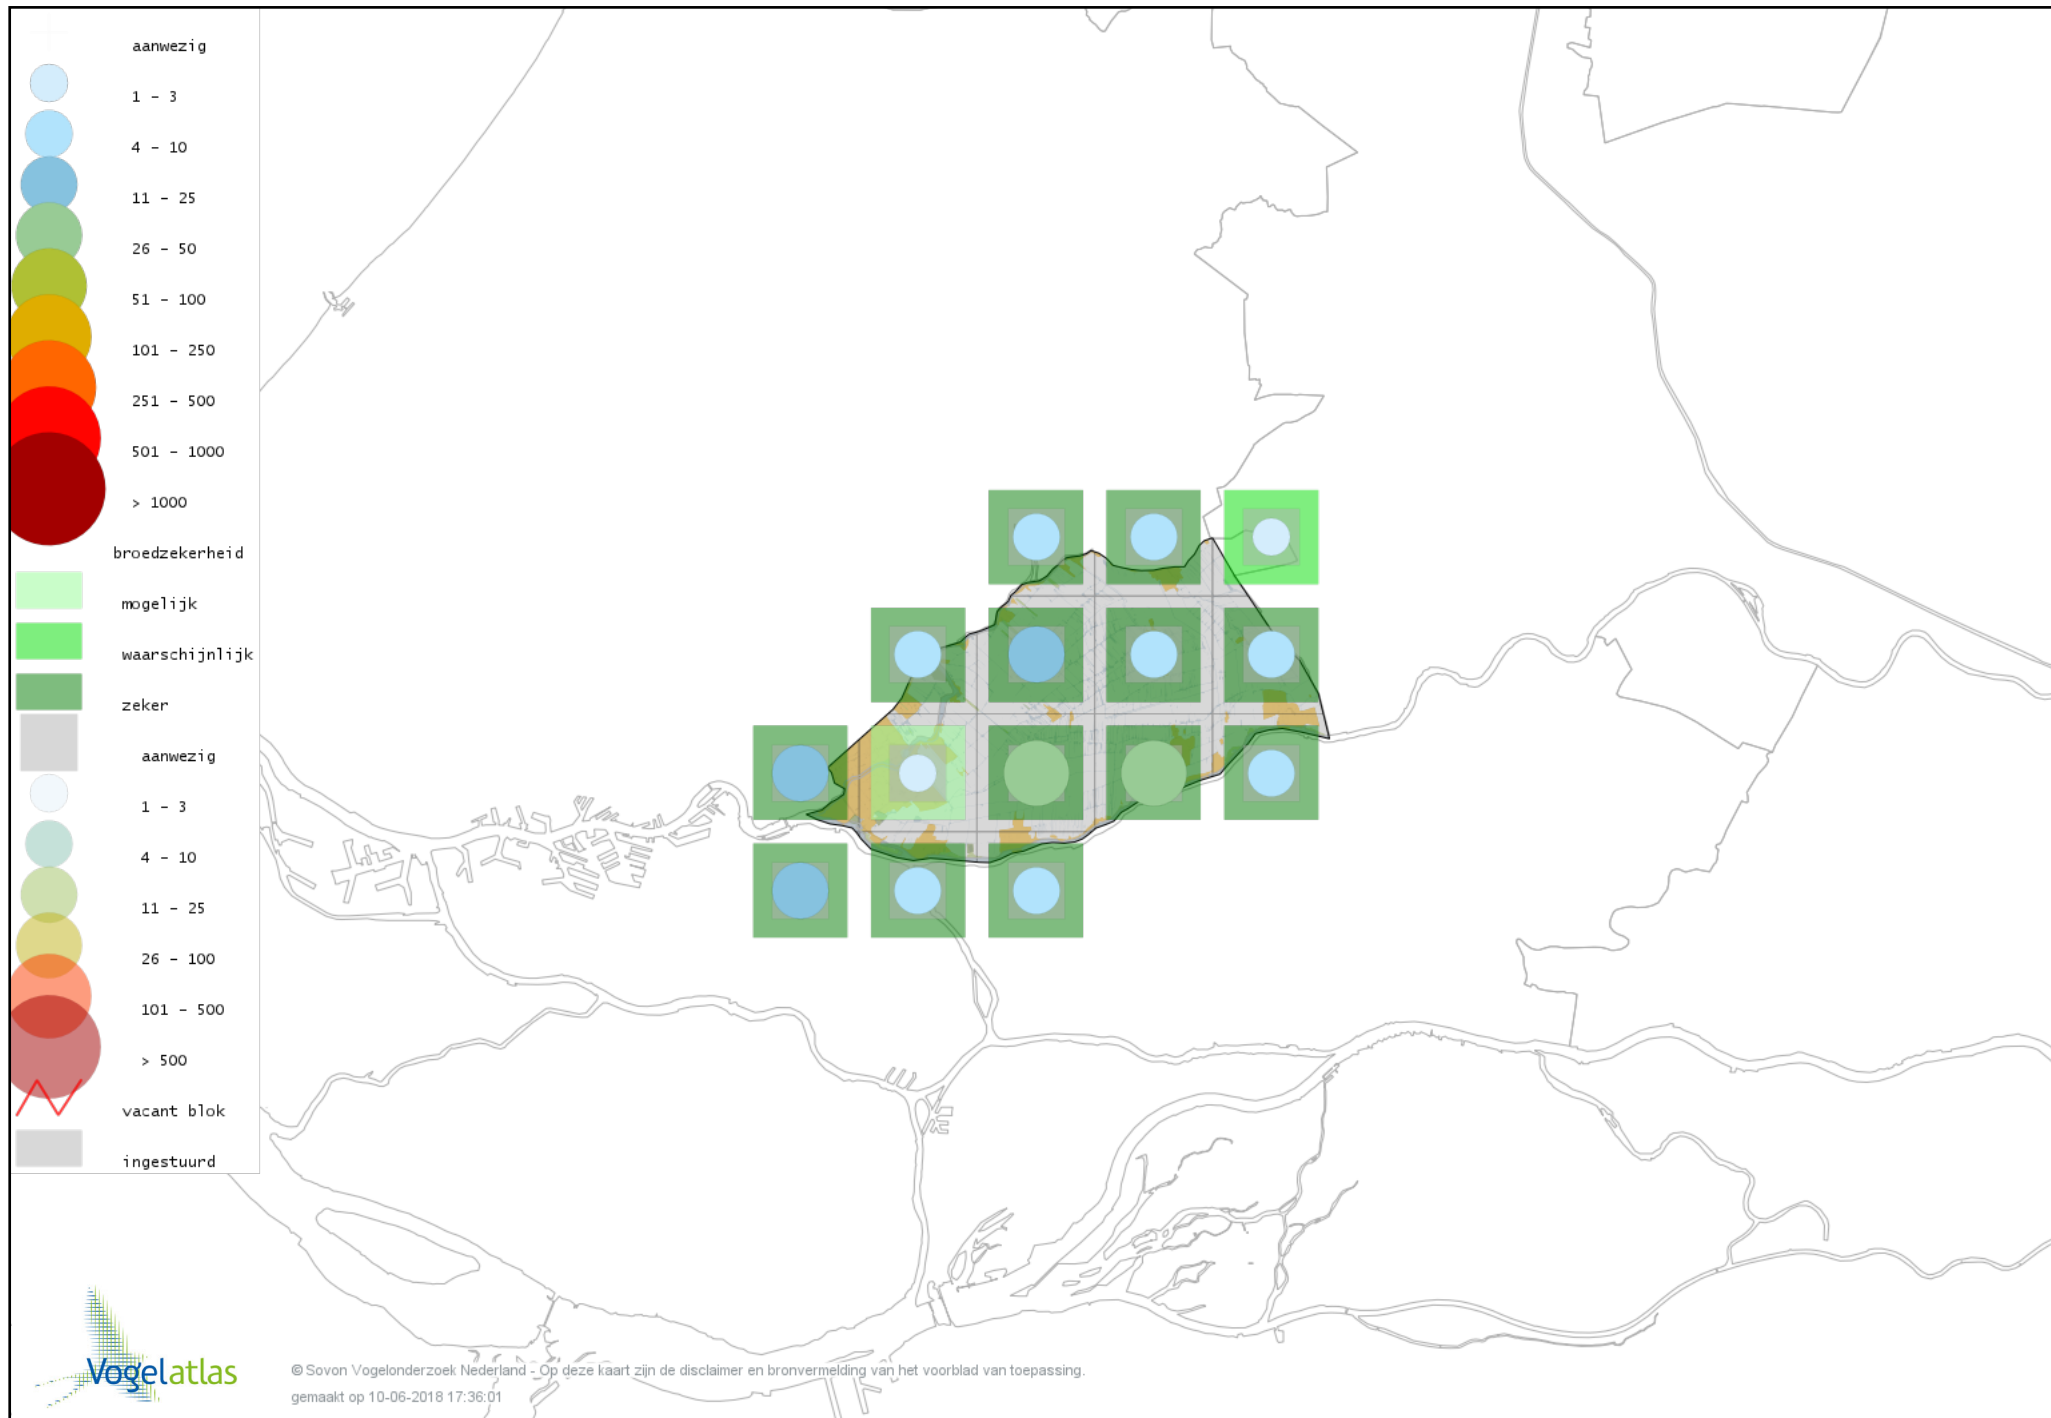 aanwezig
1 - 3
4 - 10
11 - 25
26 - 50
51 - 100
101 - 250
251 - 500
501 - 1000
> 1000
broedzekerheid
mogelijk
waarschijnlijk
zeker
aanwezig
1 - 3
4 - 10
11 - 25
26 - 100
101 - 500
> 500
vacant blok
ingestuurd
Vogelatlas
© Sovon Vogelonderzoek Nederland - Op deze kaart zijn de disclaimer en bronvermelding van het voorblad van toepassing.
gemaakt op 10-06-2018 17:36:01